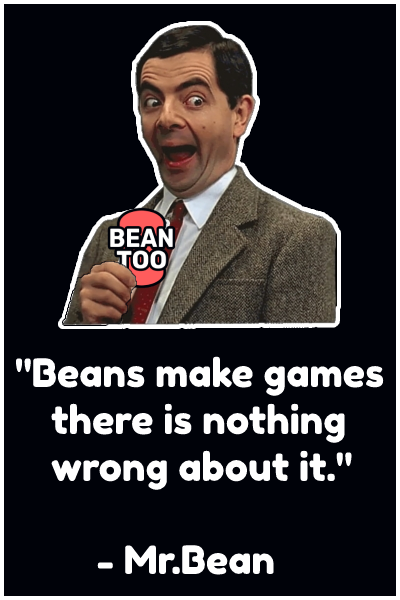 BEAN
TOO
"Beans make games
there is nothing
wrong about it."
- Mr.Bean